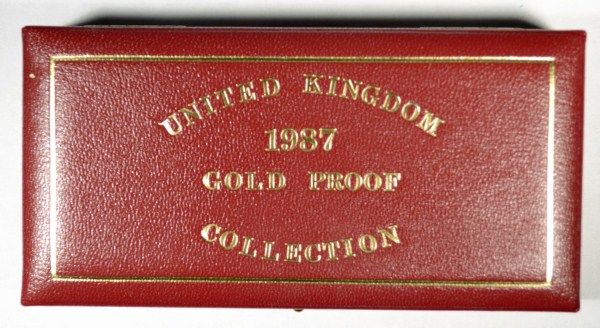 UNITED KINGDOM
1987
GOLD PROOF
COLLECTION